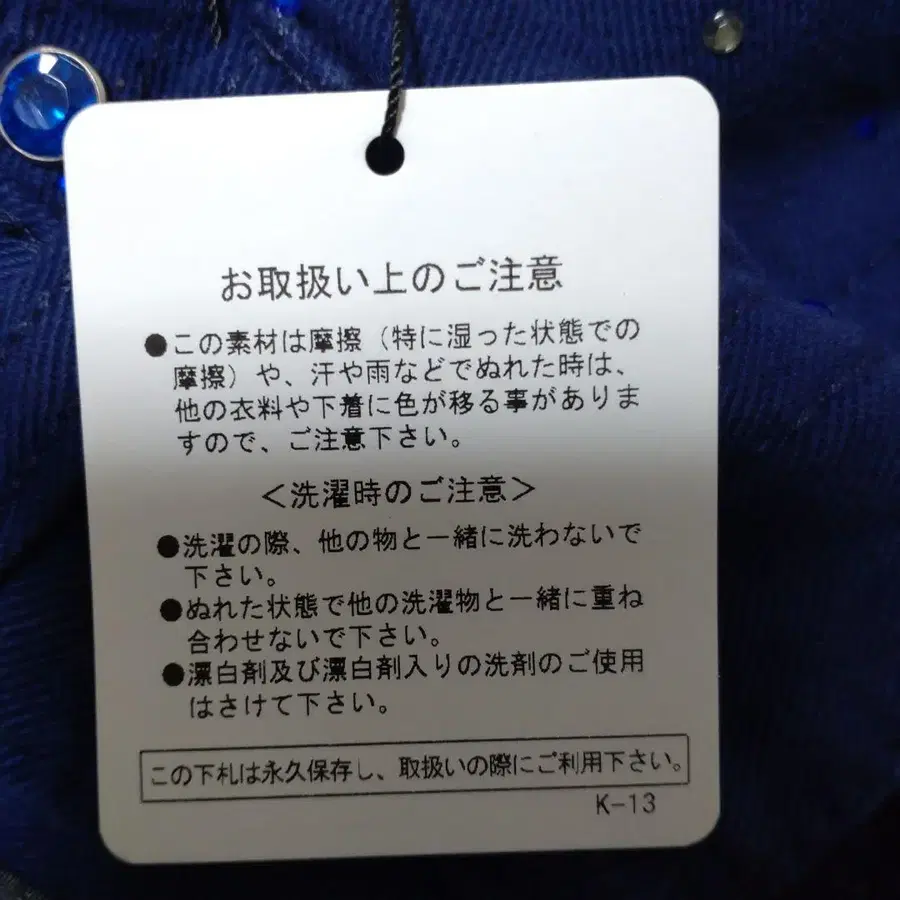 お取扱い上のご注意
●この素材は摩擦（特に湿った状態での
摩擦）や、汗や雨などでぬれた時は、
他の衣料や下着に色が移る事がありま
すので、ご注意下さい。
＜洗濯時のご注意＞
●洗濯の際、他の物と一緒に洗わないで
下さい。
●ぬれた状態で他の洗濯物と一緒に重ね
合わせないで下さい。
●漂白剤及び漂白剤入りの洗剤のご使用
はさけて下さい。
この下札は永久保存し、取扱いの際にご利用下さい。
K-13